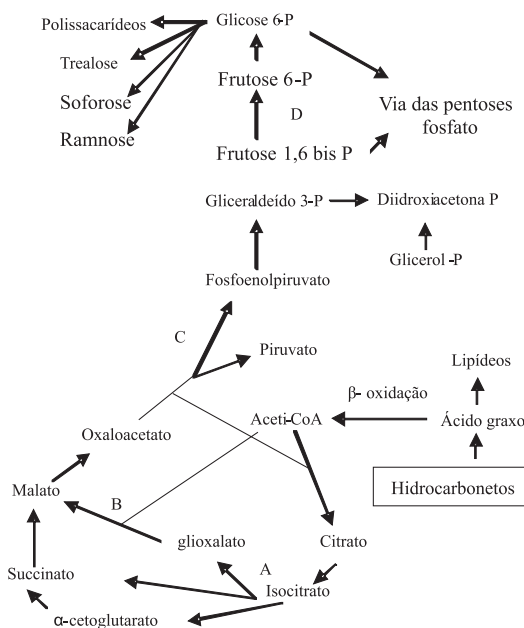 Polissacarídeos
Glicose 6-P
Trealose
Frutose 6-P
Soforose
Via das pentoses
fosfato
D
Ramnose
Frutose 1,6 bis P
Gliceraldeído 3-P
Diidroxiacetona P
Glicerol -P
Fosfoenolpiruvato
C
Piruvato
Lipídeos
β- oxidação
Aceti-CoA
Ácido graxo
Oxaloacetato
Hidrocarbonetos
Malato
B
glioxalato
Citrato
A
Succinato
Isocitrato
α-cetoglutarato